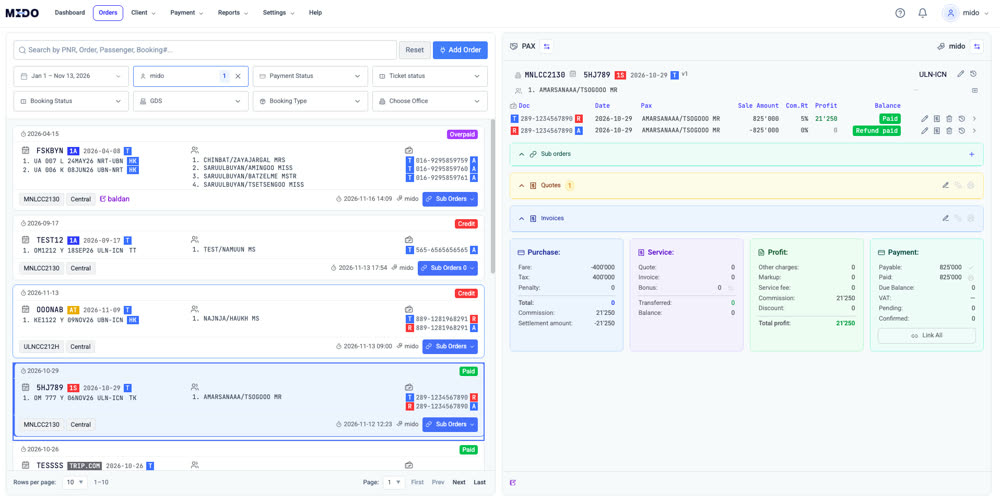 MIDO Dashboard Orders Client Payment Reports Settings Help mido
Search by PNR, Order, Passenger, Booking#... Reset Add Order
Jan 1 – Nov 13, 2026 mido 1 Payment Status Ticket status
Booking Status GDS Booking Type Choose Office
2026-04-15 Overpaid
FSKBYN 1A 2026-04-08 T
1. UA 007 L 24MAY26 NRT-UBN HK
2. UA 006 K 08JUN26 UBN-NRT HK
1. CHINBAT/ZAYAJARGAL MRS
2. SARUULBUYAN/AMINGOO MISS
3. SARUULBUYAN/BATZELME MSTR
4. SARUULBUYAN/TSETSENGOO MISS
T 016-9295859759 A
T 016-9295859760 A
T 016-9295859761 A
MNLCC2130 Central baldan 2026-11-16 14:09 mido Sub Orders
2026-09-17 Credit
TEST12 1A 2026-09-17 T
1. OM1212 Y 18SEP26 ULN-ICN TT
1. TEST/NAMUUN MS
T 565-6565656565 A
MNLCC2130 Central 2026-11-13 17:54 mido Sub Orders 0
2026-11-13 Credit
OOONAB AT 2026-11-09 T
1. KE1122 Y 09NOV26 UBN-ICN HK
1. NAJNJA/HAUKH MS
T 889-1281968291 R
R 889-1281968291 A
ULNCC212H Central 2026-11-13 09:00 mido Sub Orders
2026-10-29 Paid
5HJ789 1S 2026-10-29 T
1. OM 777 Y 06NOV26 ULN-ICN TK
1. AMARSANAAA/TSOGOOO MR
T 289-1234567890 R
R 289-1234567890 A
MNLCC2130 Central 2026-11-12 12:23 mido Sub Orders
2026-10-26 Paid
TESSSS TRIP.COM 2026-10-26 T
Rows per page: 10 1–10 Page: 1 First Prev Next Last
PAX mido
MNLCC2130 5HJ789 1S 2026-10-29 T v1 ULN-ICN
1. AMARSANAAA/TSOGOOO MR
Doc Date Pax Sale Amount Com.Rt Profit Balance
T 289-1234567890 R 2026-10-29 AMARSANAAA/TSOGOOO MR 825'000 5% 21'250 Paid
R 289-1234567890 A 2026-10-29 AMARSANAAA/TSOGOOO MR -825'000 0% 0 Refund paid
Sub orders +
Quotes 1
Invoices
Purchase:
Fare: -400'000
Tax: 400'000
Penalty: 0
Total: 0
Commission: 21'250
Settlement amount: -21'250
Service:
Quote: 0
Invoice: 0
Bonus: 0
Transferred: 0
Balance: 0
Profit:
Other charges: 0
Markup: 0
Service fee: 0
Commission: 21'250
Discount: 0
Total profit: 21'250
Payment:
Payable: 825'000
Paid: 825'000
Due Balance: 0
VAT: —
Pending: 0
Confirmed: 0
Link All